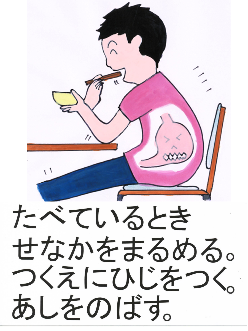 たべているとき
せなかをまるめる。
つくえにひじをつく。
あしをのばす。